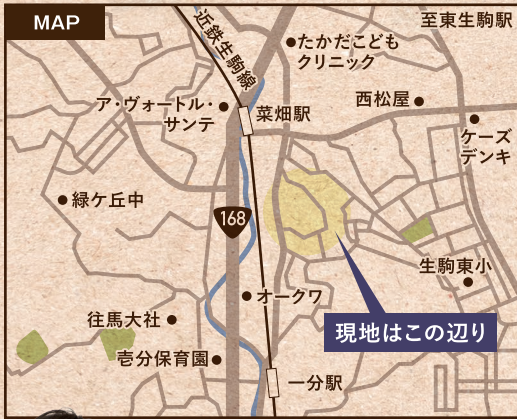 MAP
至東生駒駅
近鉄生駒線
たかだこども
クリニック
ア・ヴォートル・
サンテ
菜畑駅
西松屋
ケーズ
デンキ
緑ケ丘中
168
生駒東小
オークワ
往馬大社
現地はこの辺り
壱分保育園
一分駅